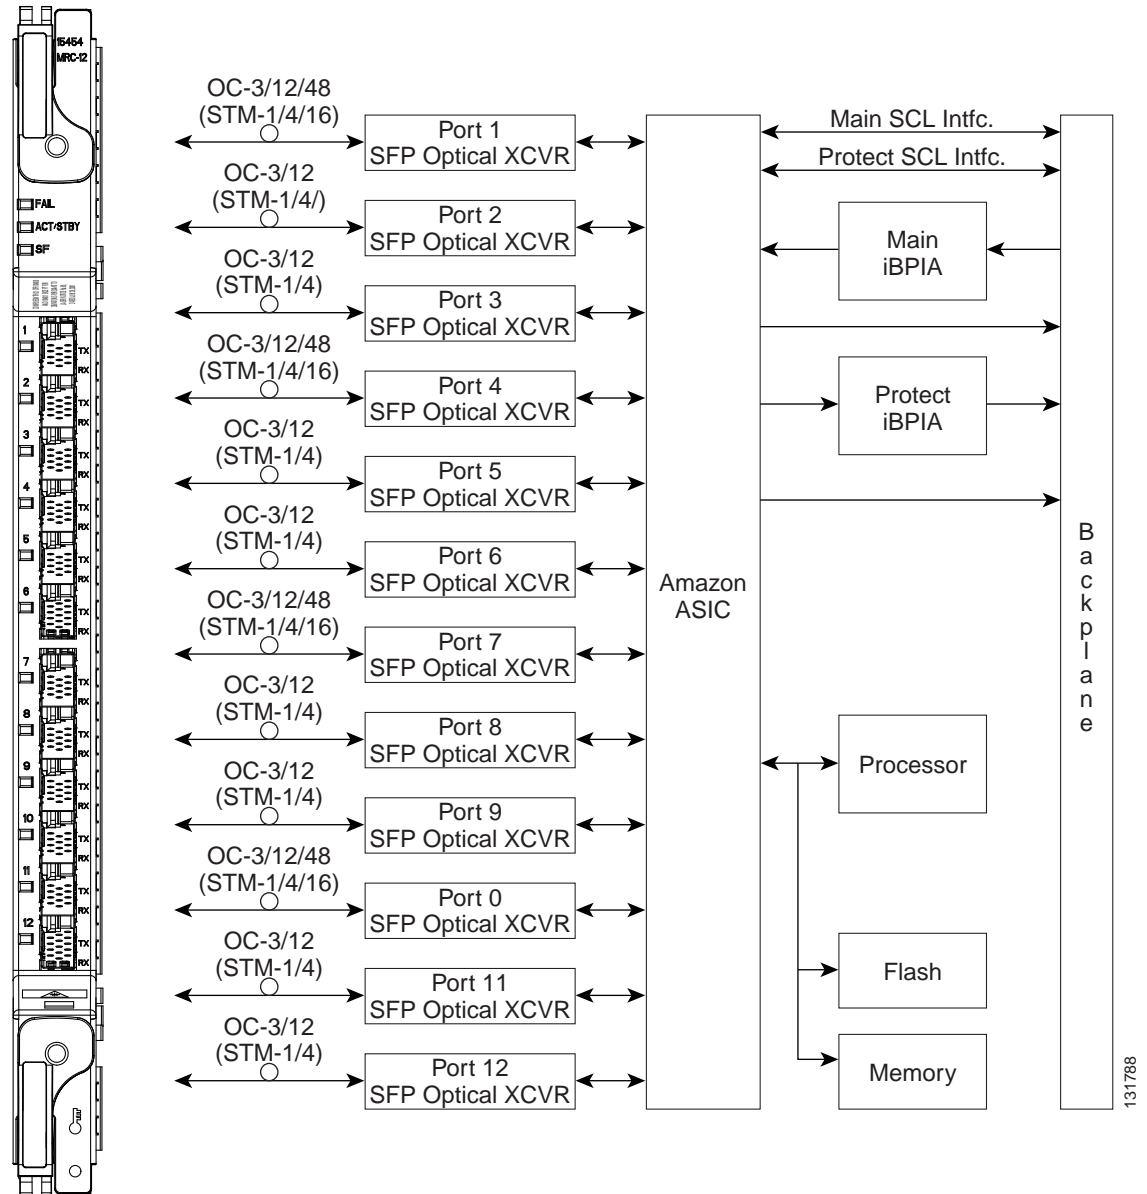 15454
MRC-12
FAIL
ACT/STBY
SF
1
TX
RX
2
TX
RX
3
TX
RX
4
TX
RX
5
TX
RX
6
TX
RX
7
TX
RX
8
TX
RX
9
TX
RX
10
TX
RX
11
TX
RX
12
TX
RX
OC-3/12/48
(STM-1/4/16)
Port 1
SFP Optical XCVR
OC-3/12
(STM-1/4/)
Port 2
SFP Optical XCVR
OC-3/12
(STM-1/4)
Port 3
SFP Optical XCVR
OC-3/12/48
(STM-1/4/16)
Port 4
SFP Optical XCVR
OC-3/12
(STM-1/4)
Port 5
SFP Optical XCVR
OC-3/12
(STM-1/4)
Port 6
SFP Optical XCVR
OC-3/12/48
(STM-1/4/16)
Port 7
SFP Optical XCVR
OC-3/12
(STM-1/4)
Port 8
SFP Optical XCVR
OC-3/12
(STM-1/4)
Port 9
SFP Optical XCVR
OC-3/12/48
(STM-1/4/16)
Port 0
SFP Optical XCVR
OC-3/12
(STM-1/4)
Port 11
SFP Optical XCVR
OC-3/12
(STM-1/4)
Port 12
SFP Optical XCVR
Amazon
ASIC
Main SCL Intfc.
Protect SCL Intfc.
Main
iBPIA
Protect
iBPIA
Processor
Flash
Memory
Backplane
131788